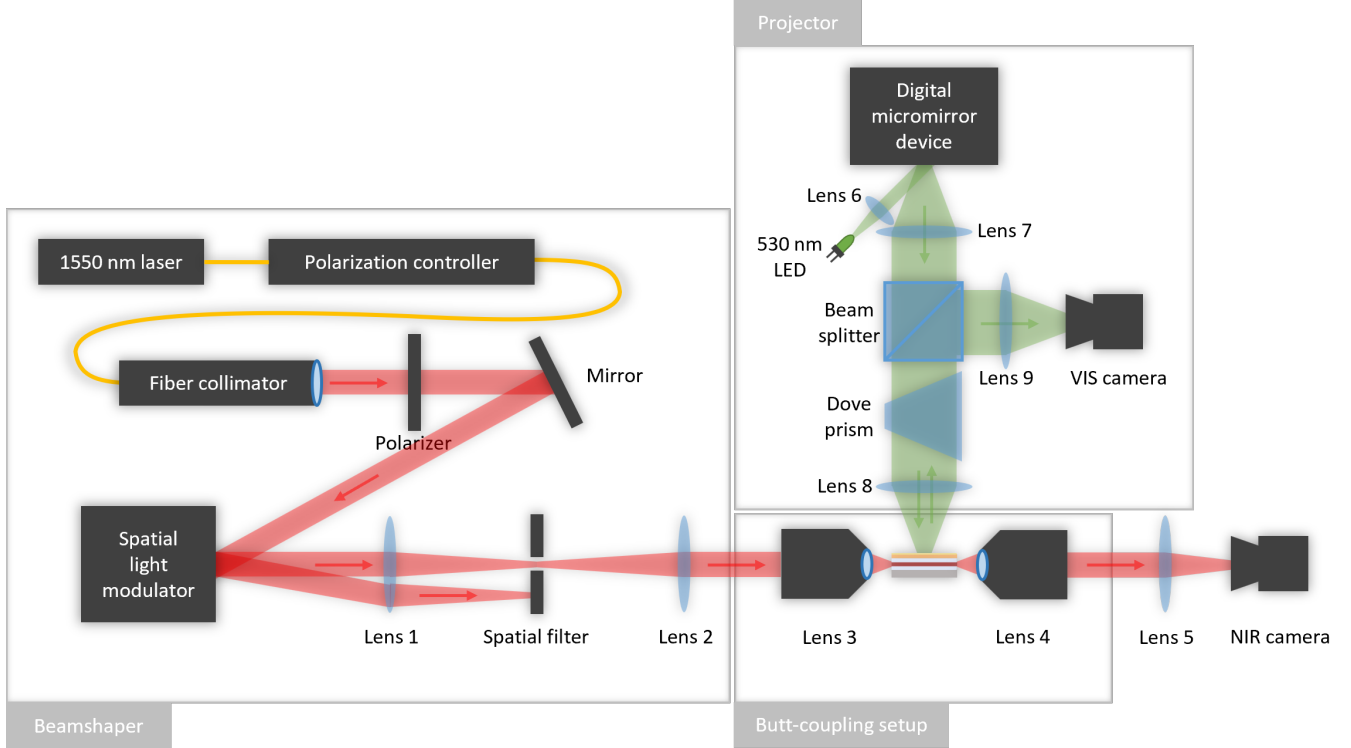 Projector
Digital
micromirror
device
Lens 6
Lens 7
530 nm
LED
Beam
splitter
Lens 9
VIS camera
Dove
prism
Lens 8
1550 nm laser
Polarization controller
Fiber collimator
Mirror
Polarizer
Spatial
light
modulator
Lens 1
Spatial filter
Lens 2
Lens 3
Lens 4
Lens 5
NIR camera
Beamshaper
Butt-coupling setup